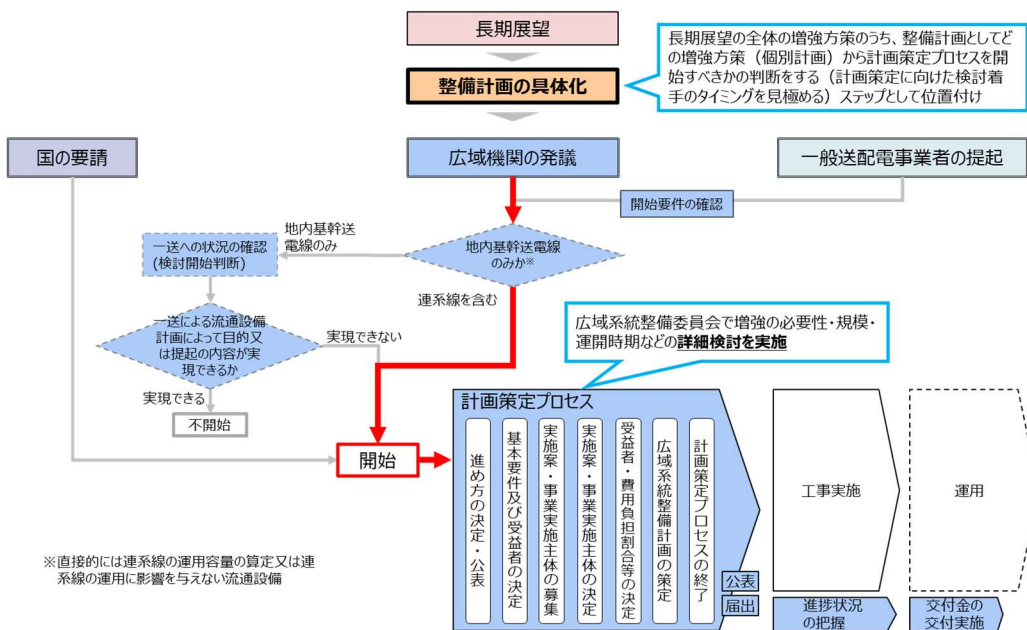 長期展望
長期展望の全体の増強方策のうち、整備計画としてど
の増強方策（個別計画）から計画策定プロセスを開
始すべきかの判断をする（計画策定に向けた検討着
手のタイミングを見極める）ステップとして位置付け
整備計画の具体化
国の要請
広域機関の発議
一般送配電事業者の提起
開始要件の確認
地内基幹送
電線のみ
一送への状況の確認
(検討開始判断)
地内基幹送電線
のみか※
連系線を含む
一送による流通設備
計画によって目的又
は提起の内容が実
現できるか
実現できない
実現できる
不開始
広域系統整備委員会で増強の必要性・規模・
運開時期などの詳細検討を実施
開始
計画策定プロセス
進め方の決定・公表
基本要件及び受益者の決定
実施案・事業実施主体の募集
実施案・事業実施主体の決定
受益者・費用負担割合等の決定
広域系統整備計画の策定
計画策定プロセスの終了
公表
届出
工事実施
運用
進捗状況
の把握
交付金の
交付実施
※直接的には連系線の運用容量の算定又は連
系線の運用に影響を与えない流通設備